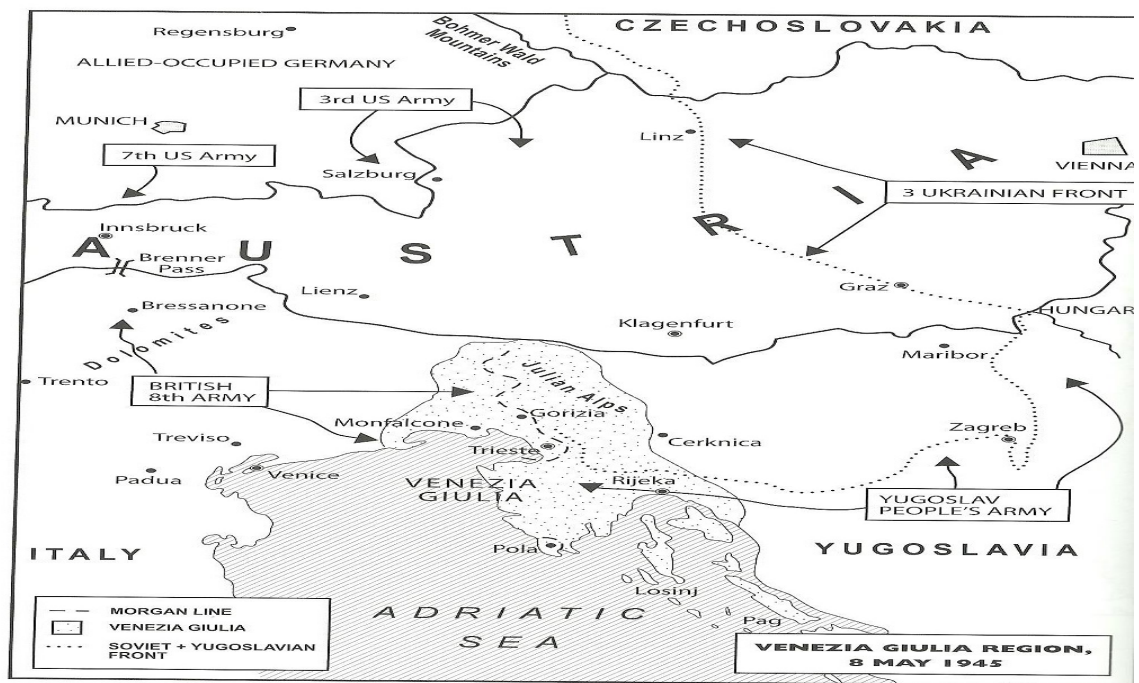 CZECHOSLOVAKIA
Regensburg
Bohmer Wald
Mountains
ALLIED-OCCUPIED GERMANY
3rd US Army
MUNICH
Linz
7th US Army
VIENNA
Salzburg
3 UKRAINIAN FRONT
Innsbruck
AUSTRIA
Brenner
Pass
Lienz
Graz
Bressanone
HUNGAR
Klagenfurt
Dolomites
Maribor
Trento
BRITISH
8th ARMY
Julian Alps
Gorizia
Monfalcone
Zagreb
Treviso
Cerknica
Trieste
Padua
Venice
VENEZIA
GIULIA
Rijeka
YUGOSLAV
PEOPLE'S ARMY
Pola
ITALY
YUGOSLAVIA
Losinj
Pag
ADRIATIC
SEA
MORGAN LINE
VENEZIA GIULIA
SOVIET + YUGOSLAVIAN
FRONT
VENEZIA GIULIA REGION,
8 MAY 1945